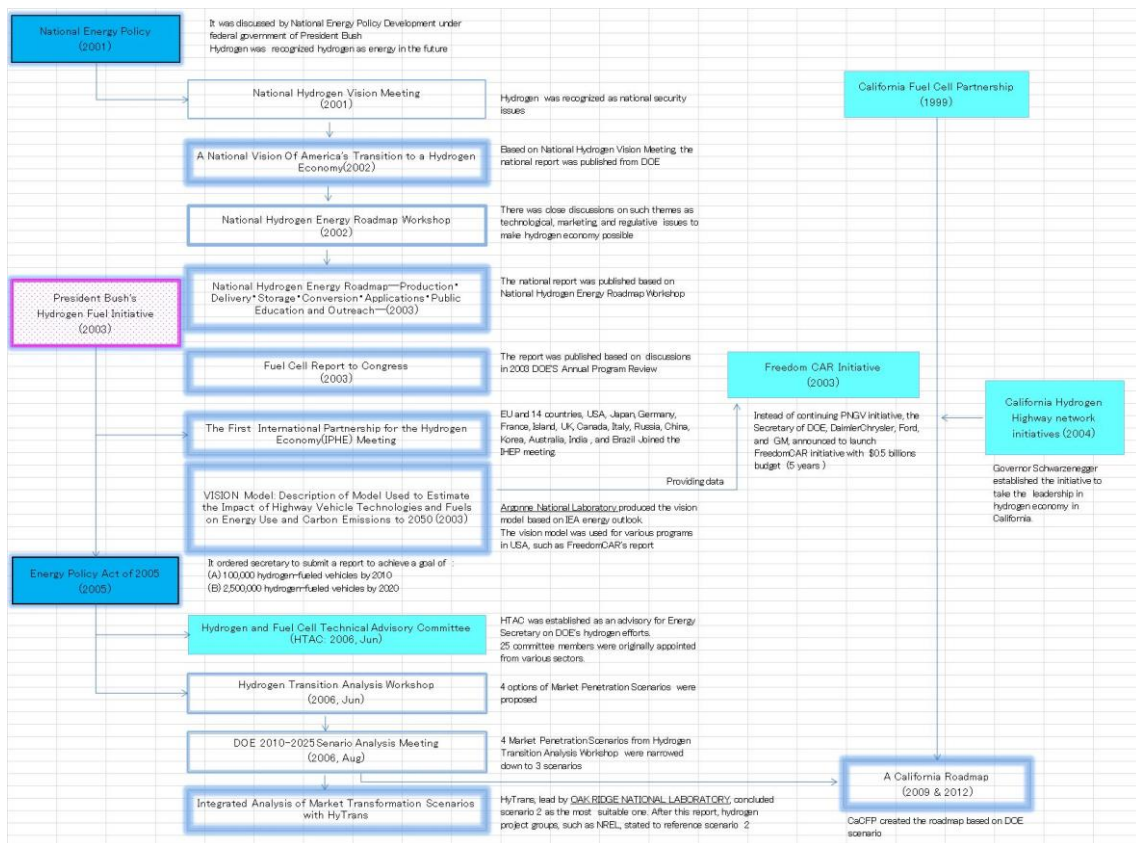 National Energy Policy
(2001)
It was discussed by National Energy Policy Development under
federal government of President Bush
Hydrogen was recognized hydrogen as energy in the future
National Hydrogen Vision Meeting
(2001)
Hydrogen was recognized as national security
issues
California Fuel Cell Partnership
(1999)
A National Vision Of America's Transition to a Hydrogen
Economy(2002)
Based on National Hydrogen Vision Meeting, the
national report was published from DOE
National Hydrogen Energy Roadmap Workshop
(2002)
There was close discussions on such themes as
technological, marketing, and regulative issues to
make hydrogen economy possible
President Bush's
Hydrogen Fuel Initiative
(2003)
National Hydrogen Energy Roadmap—Production・
Delivery・Storage・Conversion・Applications・Public
Education and Outreach—(2003)
The national report was published based on
National Hydrogen Energy Roadmap Workshop
Fuel Cell Report to Congress
(2003)
The report was published based on discussions
in 2003 DOE'S Annual Program Review
Freedom CAR Initiative
(2003)
Instead of continuing PNGV initiative, the
Secretary of DOE, DaimlerChrysler, Ford,
and GM, announced to launch
FreedomCAR initiative with $0.5 billions
budget (5 years )
California Hydrogen
Highway network
initiatives (2004)
Governor Schwarzenegger
established the initiative to
take the leadership in
hydrogen economy in
California.
The First International Partnership for the Hydrogen
Economy(IPHE) Meeting
EU and 14 countries, USA, Japan, Germany,
France, Island, UK, Canada, Italy, Russia, China,
Korea, Australia, India , and Brazil Joined the
IHEP meeting.
VISION Model: Description of Model Used to Estimate
the Impact of Highway Vehicle Technologies and Fuels
on Energy Use and Carbon Emissions to 2050 (2003)
Providing data
Argonne National Laboratory produced the vision
model based on IEA energy outlook.
The vision model was used for various programs
in USA, such as FreedomCAR's report
Energy Policy Act of 2005
(2005)
It ordered secretary to submit a report to achieve a goal of :
(A) 100,000 hydrogen-fueled vehicles by 2010
(B) 2,500,000 hydrogen-fueled vehicles by 2020
Hydrogen and Fuel Cell Technical Advisory Committee
(HTAC: 2006, Jun)
HTAC was established as an advisory for Energy
Secretary on DOE's hydrogen efforts.
25 committee members were originally appointed
from various sectors.
Hydrogen Transition Analysis Workshop
(2006, Jun)
4 options of Market Penetration Scenarios were
proposed
DOE 2010-2025 Senario Analysis Meeting
(2006, Aug)
4 Market Penetration Scenarios from Hydrogen
Transition Analysis Workshop were narrowed
down to 3 scenarios
Integrated Analysis of Market Transformation Scenarios
with HyTrans
HyTrans, lead by OAK RIDGE NATIONAL LABORATORY, concluded
scenario 2 as the most suitable one. After this report, hydrogen
project groups, such as NREL, stated to reference scenario 2
A California Roadmap
(2009 & 2012)
CaCFP created the roadmap based on DOE
scenario